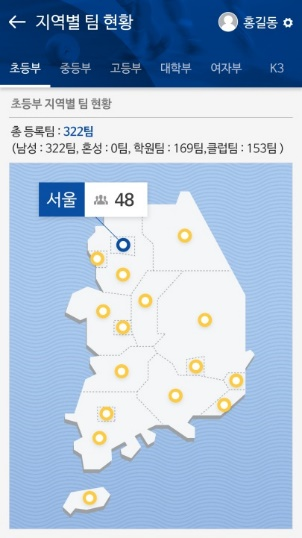 지역별 팀 현황 홍길동
초등부 중등부 고등부 대학부 여자부 K3
초등부 지역별 팀 현황
총 등록팀 : 322팀
(남성 : 322팀, 혼성 : 0팀, 학원팀 : 169팀,클럽팀 : 153팀 )
서울 48